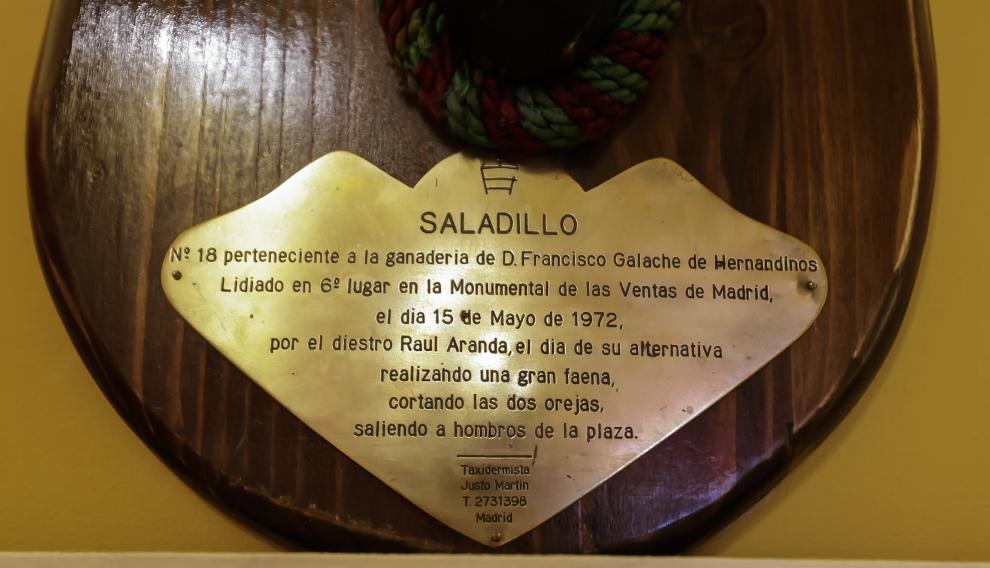 SALADILLO
Nº 18 perteneciente a la ganaderia de D. Francisco Galache de Hernandinos
Lidiado en 6º lugar en la Monumental de las Ventas de Madrid,
el dia 15 de Mayo de 1972,
por el diestro Raul Aranda, el dia de su alternativa
realizando una gran faena,
cortando las dos orejas,
saliendo a hombros de la plaza.
Taxidermista
Justo Martin
T. 2731398
Madrid